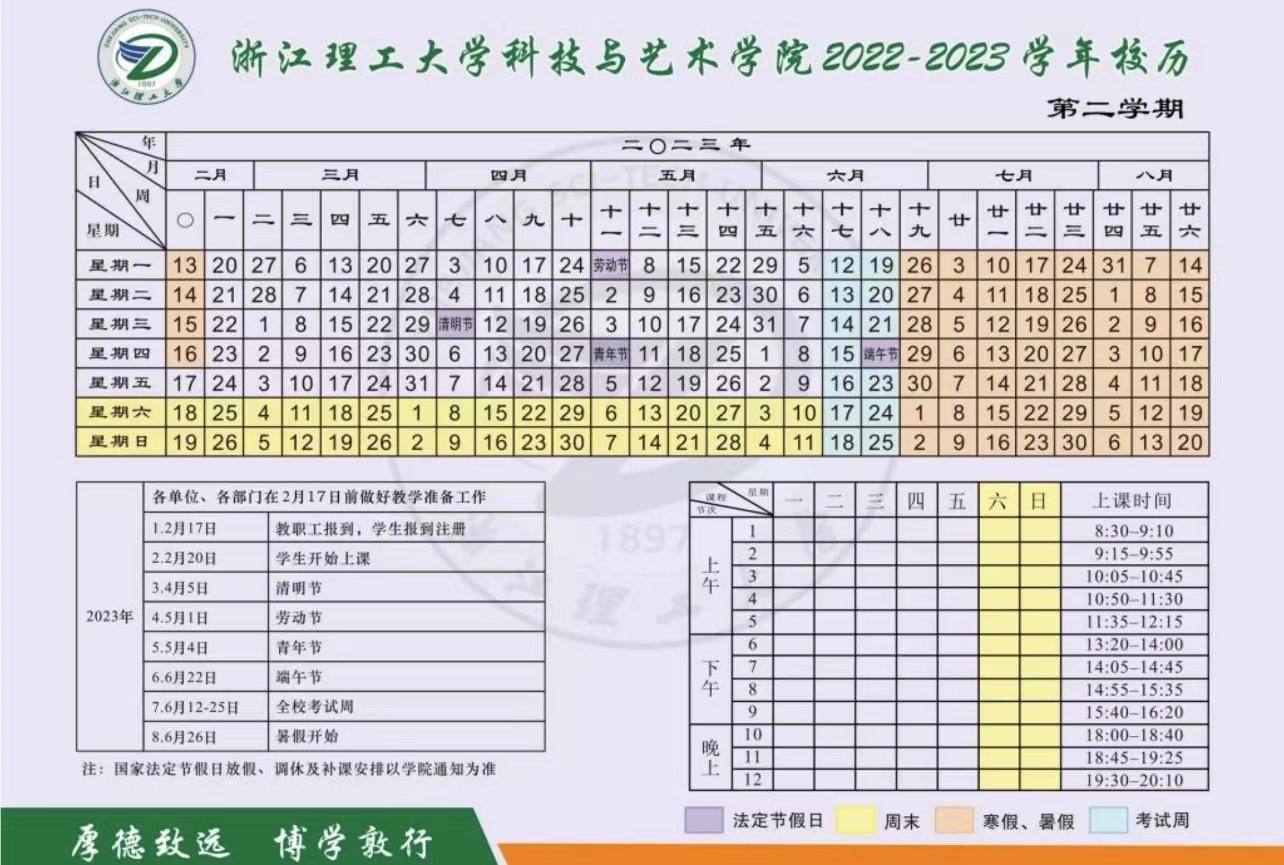 浙江理工大学科技与艺术学院2022-2023学年校历
第二学期
年 二〇二三年
月 二月 三月 四月 五月 六月 七月 八月
日 周 〇 一 二 三 四 五 六 七 八 九 十 十一 十二 十三 十四 十五 十六 十七 十八 十九 廿 廿一 廿二 廿三 廿四 廿五 廿六
星期
星期一 13 20 27 6 13 20 27 3 10 17 24 劳动节 8 15 22 29 5 12 19 26 3 10 17 24 31 7 14
星期二 14 21 28 7 14 21 28 4 11 18 25 2 9 16 23 30 6 13 20 27 4 11 18 25 1 8 15
星期三 15 22 1 8 15 22 29 清明节 12 19 26 3 10 17 24 31 7 14 21 28 5 12 19 26 2 9 16
星期四 16 23 2 9 16 23 30 6 13 20 27 青年节 11 18 25 1 8 15 端午节 29 6 13 20 27 3 10 17
星期五 17 24 3 10 17 24 31 7 14 21 28 5 12 19 26 2 9 16 23 30 7 14 21 28 4 11 18
星期六 18 25 4 11 18 25 1 8 15 22 29 6 13 20 27 3 10 17 24 1 8 15 22 29 5 12 19
星期日 19 26 5 12 19 26 2 9 16 23 30 7 14 21 28 4 11 18 25 2 9 16 23 30 6 13 20
2023年
各单位、各部门在2月17日前做好教学准备工作
1.2月17日 教职工报到，学生报到注册
2.2月20日 学生开始上课
3.4月5日 清明节
4.5月1日 劳动节
5.5月4日 青年节
6.6月22日 端午节
7.6月12-25日 全校考试周
8.6月26日 暑假开始
注：国家法定节假日放假、调休及补课安排以学院通知为准
课程 节次 星期 一 二 三 四 五 六 日 上课时间
上午
1 8:30–9:10
2 9:15–9:55
3 10:05–10:45
4 10:50–11:30
5 11:35–12:15
下午
6 13:20–14:00
7 14:05–14:45
8 14:55–15:35
9 15:40–16:20
晚上
10 18:00–18:40
11 18:45–19:25
12 19:30–20:10
法定节假日 周末 寒假、暑假 考试周
厚德致远 博学敦行
ZHEJIANG SCI-TECH UNIVERSITY
1897
浙江理工大学